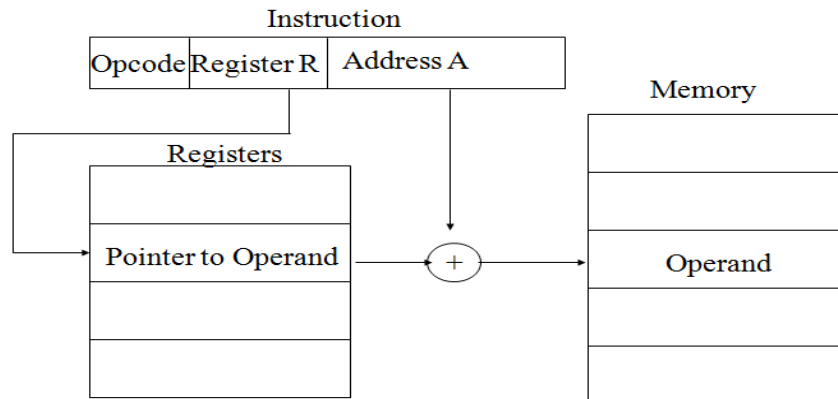 Instruction
Opcode Register R Address A
Memory
Registers
Pointer to Operand + Operand